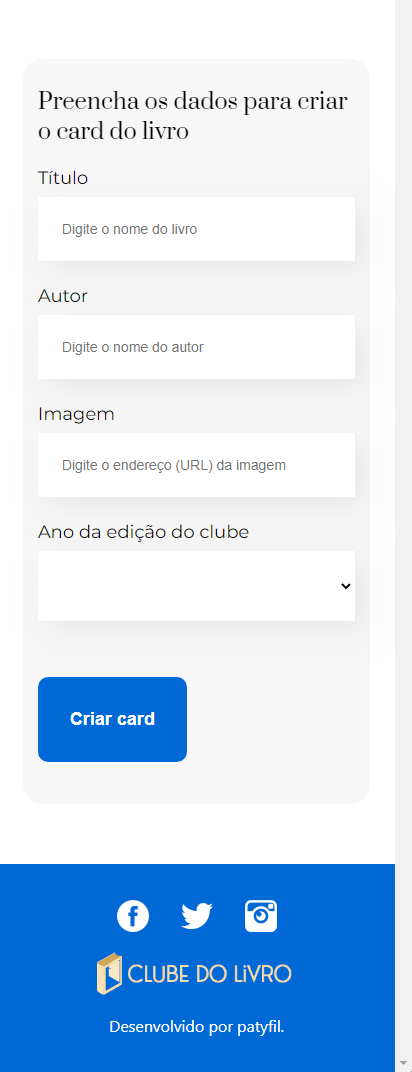 Preencha os dados para criar
o card do livro
Título
Digite o nome do livro
Autor
Digite o nome do autor
Imagem
Digite o endereço (URL) da imagem
Ano da edição do clube
Criar card
CLUBE DO LiVRO
Desenvolvido por patyfil.